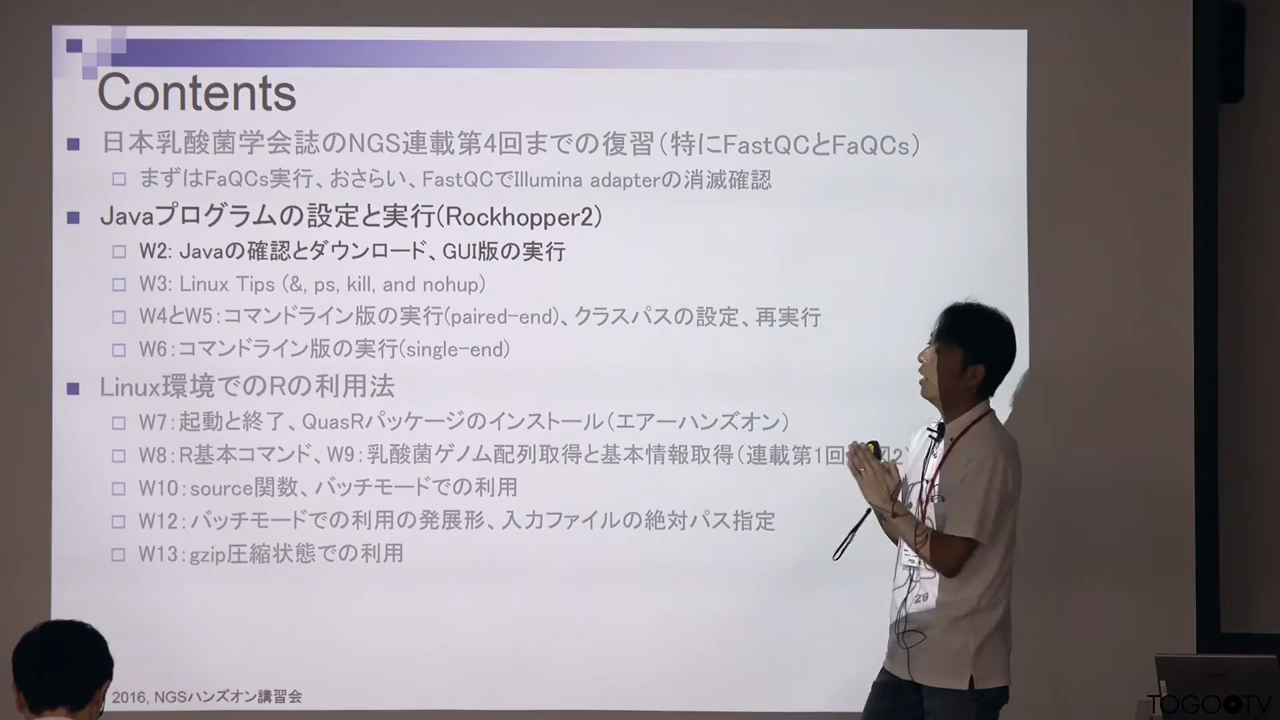 Contents
日本乳酸菌学会誌のNGS連載第4回までの復習(特にFastQCとFaQCs)
まずはFaQCs実行、おさらい、FastQCでIllumina adapterの消滅確認
Javaプログラムの設定と実行(Rockhopper2)
W2: Javaの確認とダウンロード、GUI版の実行
W3: Linux Tips (&, ps, kill, and nohup)
W4とW5:コマンドライン版の実行(paired-end)、クラスパスの設定、再実行
W6:コマンドライン版の実行(single-end)
Linux環境でのRの利用法
W7:起動と終了、QuasRパッケージのインストール(エアーハンズオン)
W8:R基本コマンド、W9:乳酸菌ゲノム配列取得と基本情報取得(連載第1回 図2)
W10:source関数、バッチモードでの利用
W12:バッチモードでの利用の発展形、入力ファイルの絶対パス指定
W13:gzip圧縮状態での利用
2016, NGSハンズオン講習会
29
TOGOTV